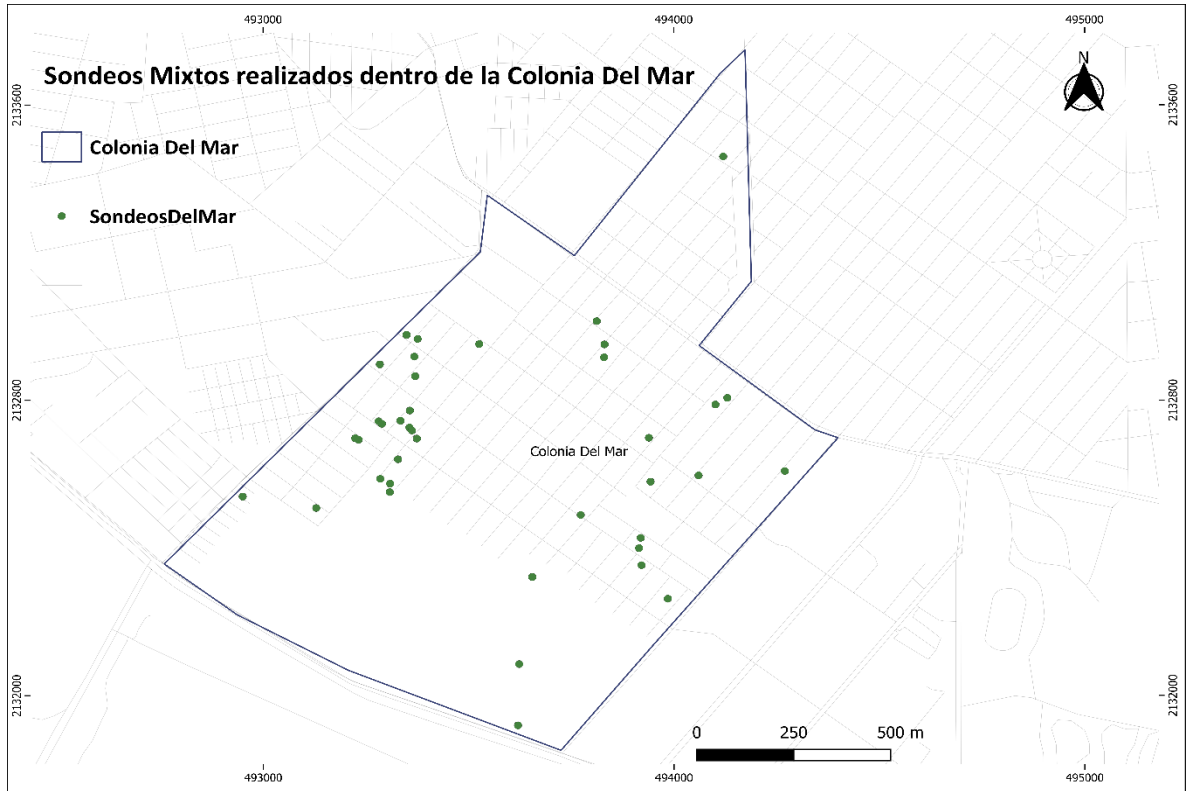 493000
494000
495000
Sondeos Mixtos realizados dentro de la Colonia Del Mar
N
2133600
2133600
Colonia Del Mar
SondeosDelMar
2132800
2132800
Colonia Del Mar
2132000
2132000
0 250 500 m
493000
494000
495000